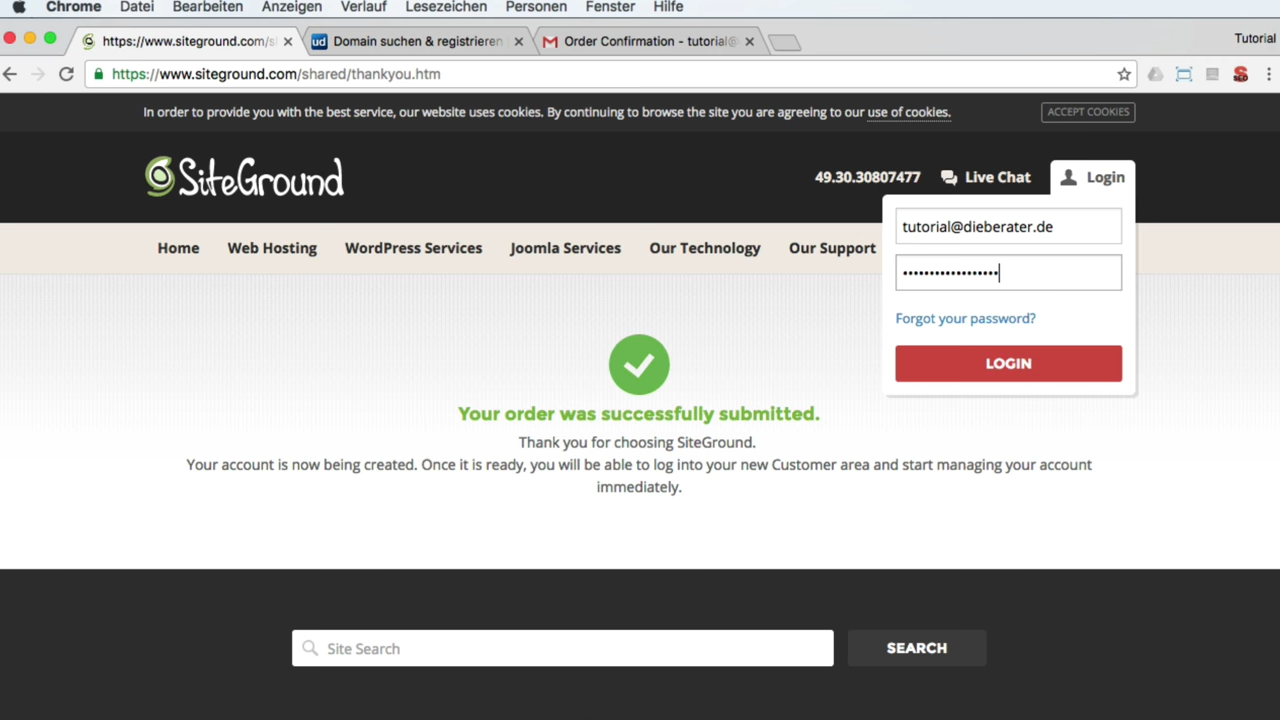 Chrome Datei Bearbeiten Anzeigen Verlauf Lesezeichen Personen Fenster Hilfe
https://www.siteground.com/s
Domain suchen & registrieren
Order Confirmation - tutorial@
Tutorial
https://www.siteground.com/shared/thankyou.htm
In order to provide you with the best service, our website uses cookies. By continuing to browse the site you are agreeing to our use of cookies.
ACCEPT COOKIES
SiteGround
49.30.30807477
Live Chat
Login
tutorial@dieberater.de
Home Web Hosting WordPress Services Joomla Services Our Technology Our Support
••••••••••••••••••
Forgot your password?
LOGIN
Your order was successfully submitted.
Thank you for choosing SiteGround.
Your account is now being created. Once it is ready, you will be able to log into your new Customer area and start managing your account
immediately.
Site Search
SEARCH